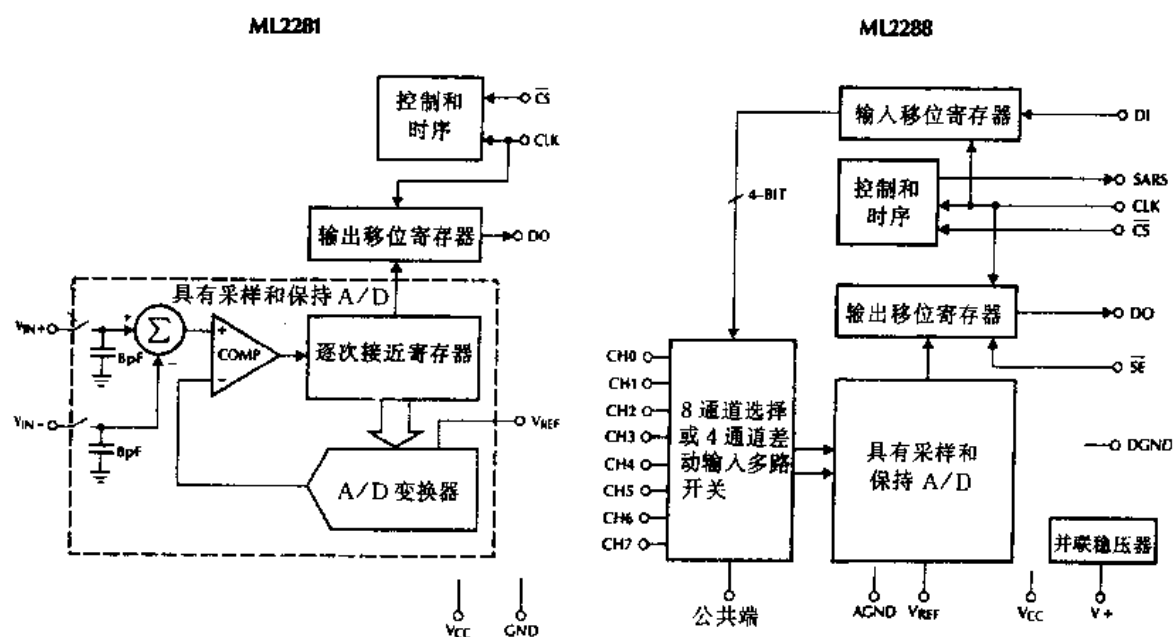 ML2281
控制和
时序
C̅S̅
CLK
输出移位寄存器
DO
具有采样和保持 A/D
VIN+
+
Σ
8pF
−
+
COMP
−
逐次接近寄存器
VIN−
8pF
VREF
A/D 变换器
VCC
GND
ML2288
输入移位寄存器
DI
4-BIT
控制和
时序
SARS
CLK
C̅S̅
输出移位寄存器
DO
S̅E̅
CH0
CH1
CH2
CH3
CH4
CH5
CH6
CH7
8 通道选择
或 4 通道差
动输入多路
开关
具有采样和
保持 A/D
DGND
并联稳压器
公共端
AGND
VREF
VCC
V+